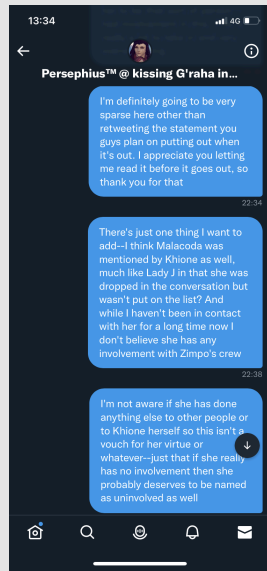 13:34
4G
Persephius™ @ kissing G'raha in...
I'm definitely going to be very
sparse here other than
retweeting the statement you
guys plan on putting out when
it's out. I appreciate you letting
me read it before it goes out, so
thank you for that
22:34
There's just one thing I want to
add--I think Malacoda was
mentioned by Khione as well,
much like Lady J in that she was
dropped in the conversation but
wasn't put on the list? And
while I haven't been in contact
with her for a long time now I
don't believe she has any
involvement with Zimpo's crew
22:38
I'm not aware if she has done
anything else to other people or
to Khione herself so this isn't a
vouch for her virtue or
whatever--just that if she really
has no involvement then she
probably deserves to be named
as uninvolved as well